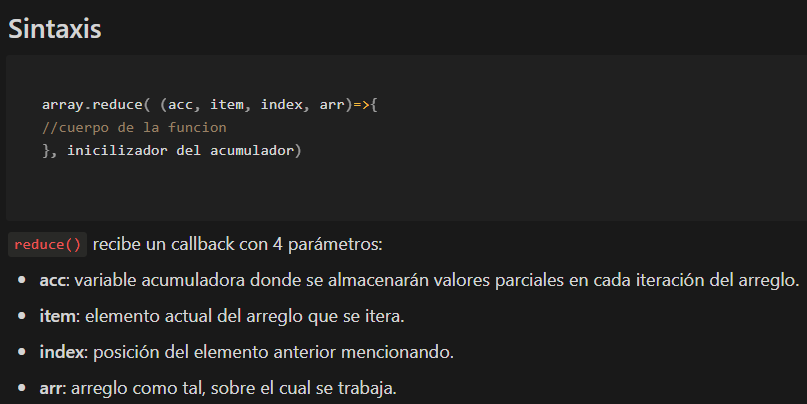 Sintaxis
array.reduce( (acc, item, index, arr)=>{
//cuerpo de la funcion
}, inicilizador del acumulador)
reduce() recibe un callback con 4 parámetros:
• acc: variable acumuladora donde se almacenarán valores parciales en cada iteración del arreglo.
• item: elemento actual del arreglo que se itera.
• index: posición del elemento anterior mencionando.
• arr: arreglo como tal, sobre el cual se trabaja.